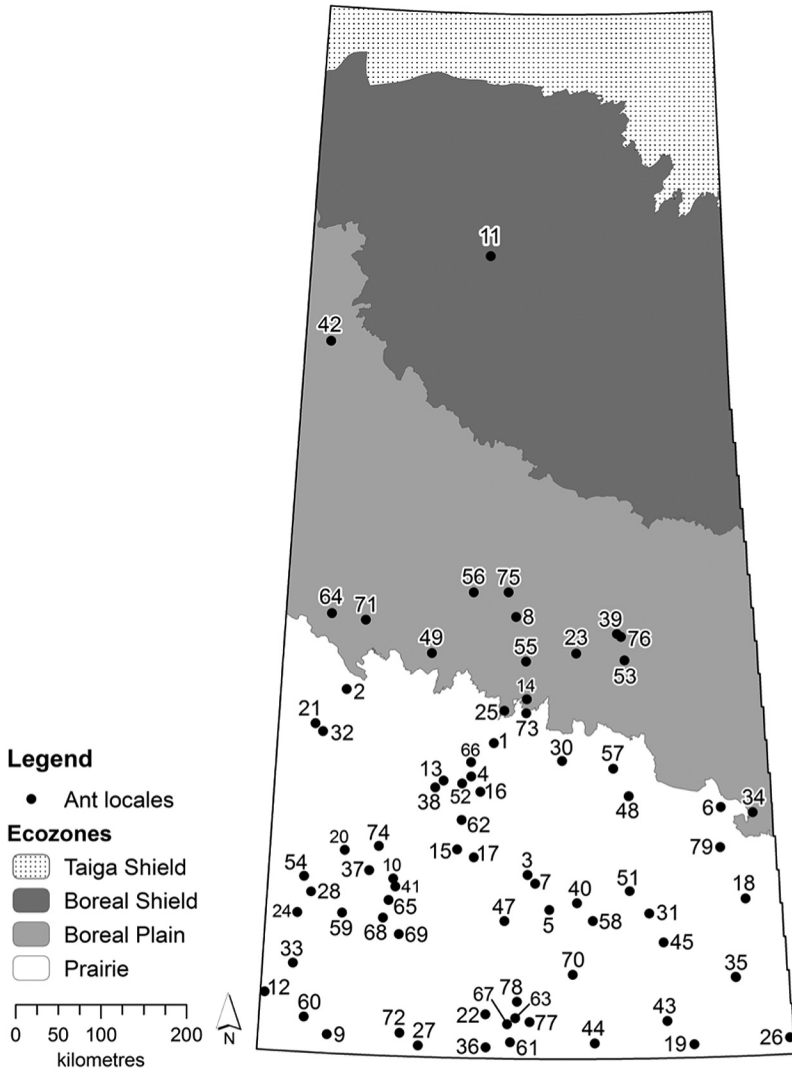 11
42
56 75
64 71 8
39 76
49 55 23 53
2 14
25 73
21 32
1
66 30 57
13 4
38 52 16 48
6 34
62
20 74 15 17 79
54 37 10 3 7
28 41 40 51 18
24 59 65 47 5 58 31
68 69 45
33 70 35
12
60 78
67 63
72 22 77 43
9 27 36 61 44 19 26
Legend
Ant locales
Ecozones
Taiga Shield
Boreal Shield
Boreal Plain
Prairie
0 50 100 200
kilometres
N